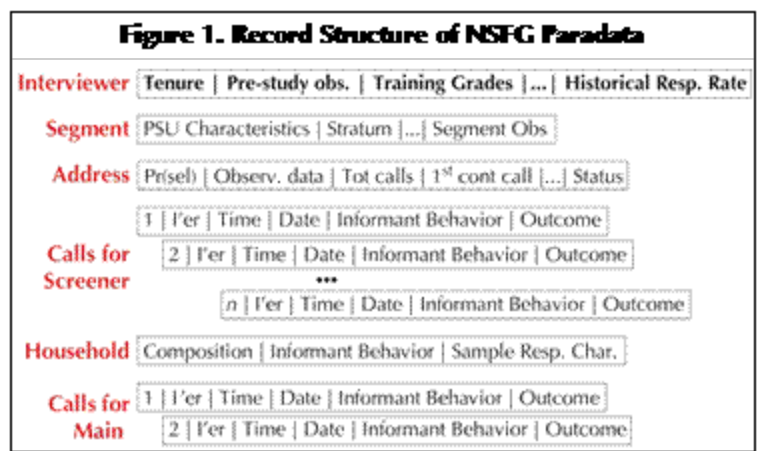 Figure 1. Record Structure of NSFG Paradata
Interviewer Tenure | Pre-study obs. | Training Grades |...| Historical Resp. Rate
Segment PSU Characteristics | Stratum |...| Segment Obs
Address Pr(sel) | Observ. data | Tot calls | 1st cont call |...| Status
1 | I'er | Time | Date | Informant Behavior | Outcome
Calls for Screener 2 | I'er | Time | Date | Informant Behavior | Outcome
•••
n | I'er | Time | Date | Informant Behavior | Outcome
Household Composition | Informant Behavior | Sample Resp. Char.
Calls for Main 1 | I'er | Time | Date | Informant Behavior | Outcome
2 | I'er | Time | Date | Informant Behavior | Outcome